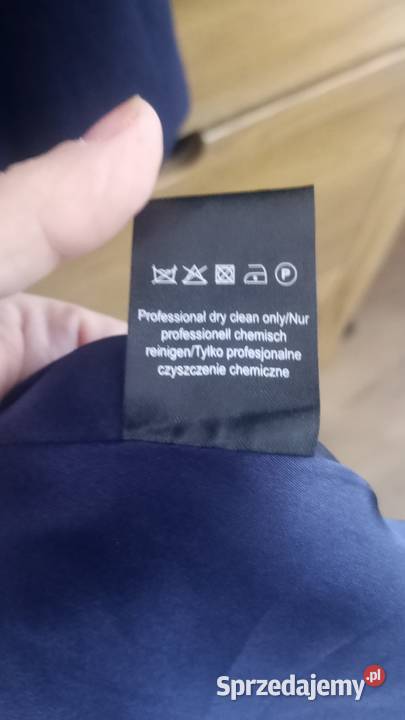 P
Professional dry clean only/Nur
professionell chemisch
reinigen/Tylko profesjonalne
czyszczenie chemiczne
Sprzedajemy.pl